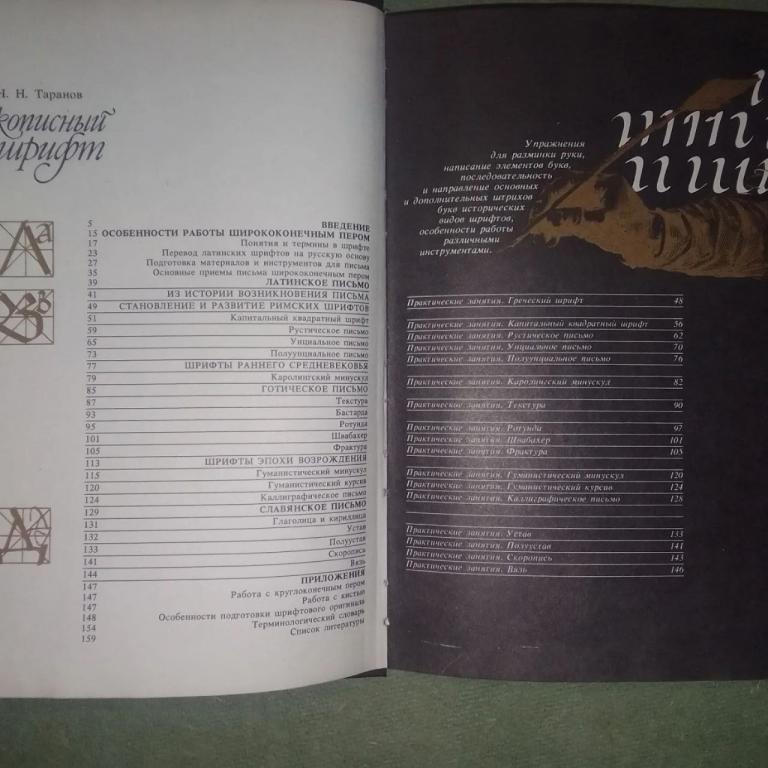 Н. Н. Таранов
кописный
шрифт
5 ВВЕДЕНИЕ
15 ОСОБЕННОСТИ РАБОТЫ ШИРОКОКОНЕЧНЫМ ПЕРОМ
17 Понятия и термины в шрифте
23 Перевод латинских шрифтов на русскую основу
27 Подготовка материалов и инструментов для письма
35 Основные приемы письма ширококонечным пером
39 ЛАТИНСКОЕ ПИСЬМО
41 ИЗ ИСТОРИИ ВОЗНИКНОВЕНИЯ ПИСЬМА
49 СТАНОВЛЕНИЕ И РАЗВИТИЕ РИМСКИХ ШРИФТОВ
51 Капитальный квадратный шрифт
59 Рустическое письмо
65 Унциальное письмо
73 Полуунциальное письмо
77 ШРИФТЫ РАННЕГО СРЕДНЕВЕКОВЬЯ
79 Каролингский минускул
85 ГОТИЧЕСКОЕ ПИСЬМО
87 Текстура
93 Бастарда
95 Ротунда
101 Швабахер
105 Фрактура
113 ШРИФТЫ ЭПОХИ ВОЗРОЖДЕНИЯ
115 Гуманистический минускул
120 Гуманистический курсив
124 Каллиграфическое письмо
129 СЛАВЯНСКОЕ ПИСЬМО
131 Глаголица и кириллица
132 Устав
133 Полуустав
141 Скоропись
144 Вязь
147 ПРИЛОЖЕНИЯ
147 Работа с круглоконечным пером
147 Работа с кистью
148 Особенности подготовки шрифтового оригинала
154 Терминологический словарь
159 Список литературы
Упражнения
для разминки руки,
написание элементов букв,
последовательность
и направление основных
и дополнительных штрихов
букв исторических
видов шрифтов,
особенности работы
различными
инструментами.
Практические занятия. Греческий шрифт 48
Практические занятия. Капитальный квадратный шрифт 56
Практические занятия. Рустическое письмо 62
Практические занятия. Унциальное письмо 70
Практические занятия. Полуунциальное письмо 76
Практические занятия. Каролический минускул 82
Практические занятия. Текстура 90
Практические занятия. Ротунда 97
Практические занятия. Швабахер 101
Практические занятия. Фрактура 105
Практические занятия. Гуманистический минускул 120
Практические занятия. Гуманистический курсив 124
Практические занятия. Каллиграфическое письмо 128
Практические занятия. Устав 133
Практические занятия. Полуустав 141
Практические занятия. Скоропись 143
Практические занятия. Вязь 146